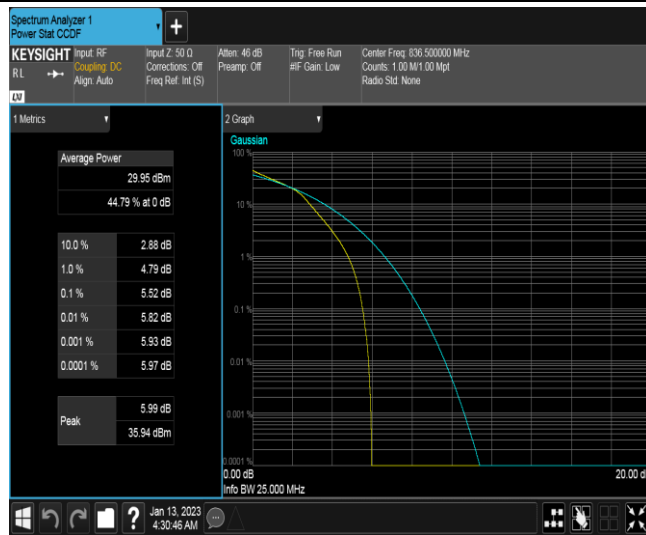 Spectrum Analyzer 1
Power Stat CCDF
+
KEYSIGHT
RL
LXI
Input: RF
Coupling: DC
Align: Auto
Input Z: 50 Ω
Corrections: Off
Freq Ref: Int (S)
Atten: 46 dB
Preamp: Off
Trig: Free Run
#IF Gain: Low
Center Freq: 836.500000 MHz
Counts: 1.00 M/1.00 Mpt
Radio Std: None
1 Metrics
Average Power
29.95 dBm
44.79 % at 0 dB
10.0 % 2.88 dB
1.0 % 4.79 dB
0.1 % 5.52 dB
0.01 % 5.82 dB
0.001 % 5.93 dB
0.0001 % 5.97 dB
Peak
5.99 dB
35.94 dBm
2 Graph
Gaussian
100 %
10 %
1 %
0.1 %
0.01 %
0.001 %
0.0001 %
0.00 dB
20.00 d
Info BW 25.000 MHz
?
Jan 13, 2023
4:30:46 AM